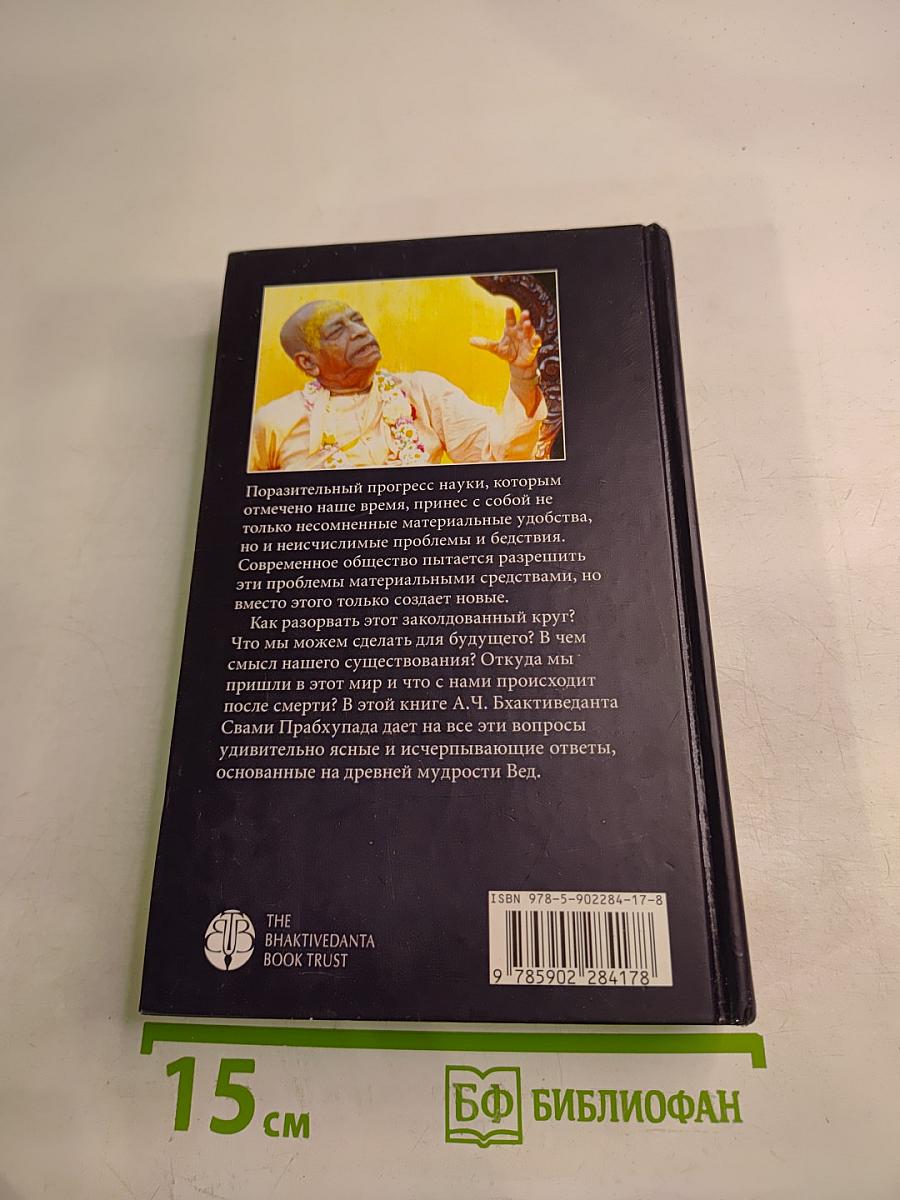 Поразительный прогресс науки, которым
отмечено наше время, принес с собой не
только несомненные материальные удобства,
но и неисчислимые проблемы и бедствия.
Современное общество пытается разрешить
эти проблемы материальными средствами, но
вместо этого только создает новые.
Как разорвать этот заколдованный круг?
Что мы можем сделать для будущего? В чем
смысл нашего существования? Откуда мы
пришли в этот мир и что с нами происходит
после смерти? В этой книге А.Ч. Бхактиведанта
Свами Прабхупада дает на все эти вопросы
удивительно ясные и исчерпывающие ответы,
основанные на древней мудрости Вед.
ISBN 978-5-902284-17-8
9 785902 284178
BTB
THE
BHAKTIVEDANTA
BOOK TRUST
15 см
БФ БИБЛИОФАН